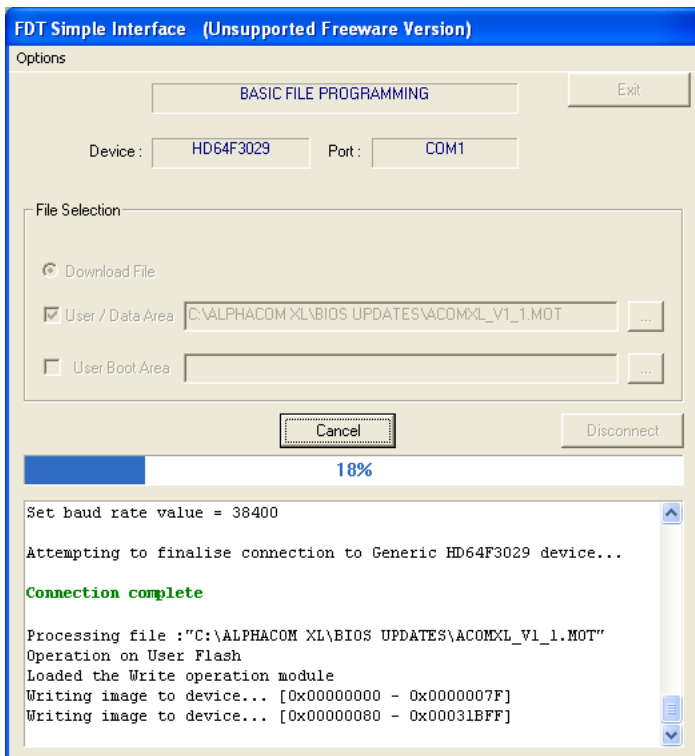 FDT Simple Interface (Unsupported Freeware Version)
Options
BASIC FILE PROGRAMMING
Exit
Device : HD64F3029 Port : COM1
File Selection
Download File
User / Data Area C:\ALPHACOM XL\BIOS UPDATES\ACOMXL_V1_1.MOT ...
User Boot Area ...
Cancel Disconnect
18%
Set baud rate value = 38400
Attempting to finalise connection to Generic HD64F3029 device...
Connection complete
Processing file :"C:\ALPHACOM XL\BIOS UPDATES\ACOMXL_V1_1.MOT"
Operation on User Flash
Loaded the Write operation module
Writing image to device... [0x00000000 - 0x0000007F]
Writing image to device... [0x00000080 - 0x00031BFF]